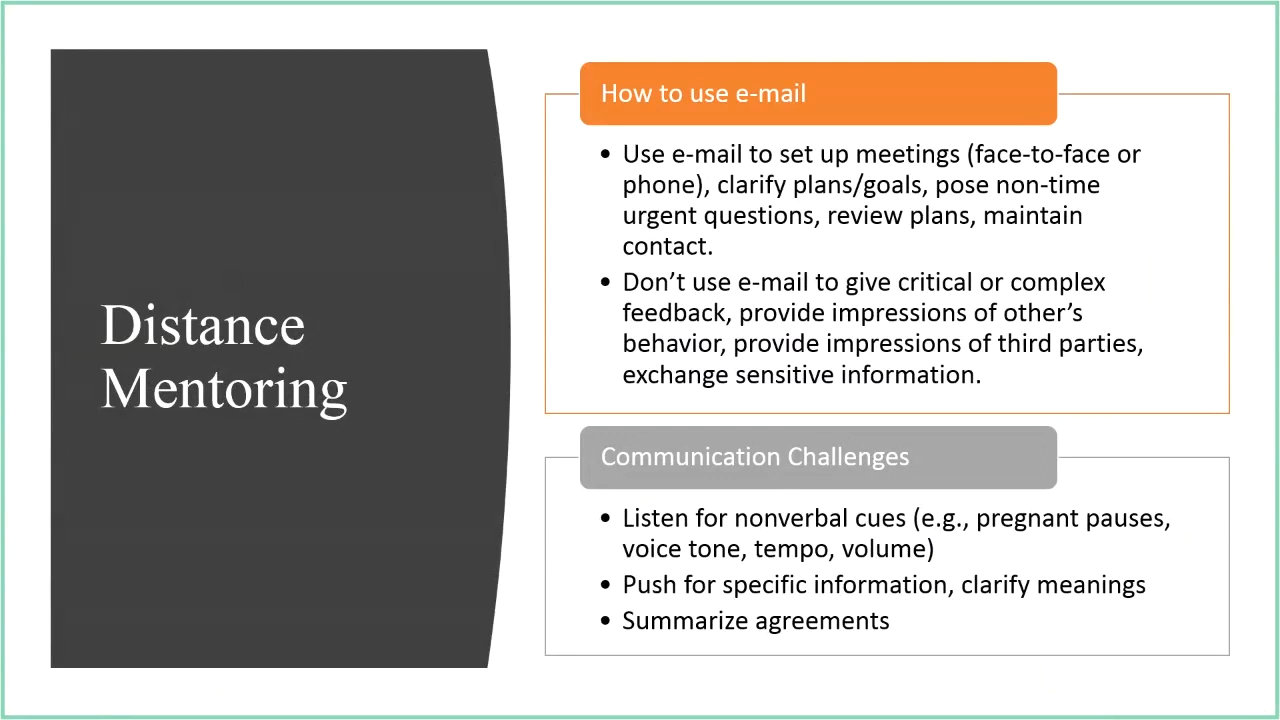 Distance
Mentoring
How to use e-mail
• Use e-mail to set up meetings (face-to-face or
phone), clarify plans/goals, pose non-time
urgent questions, review plans, maintain
contact.
• Don’t use e-mail to give critical or complex
feedback, provide impressions of other’s
behavior, provide impressions of third parties,
exchange sensitive information.
Communication Challenges
• Listen for nonverbal cues (e.g., pregnant pauses,
voice tone, tempo, volume)
• Push for specific information, clarify meanings
• Summarize agreements